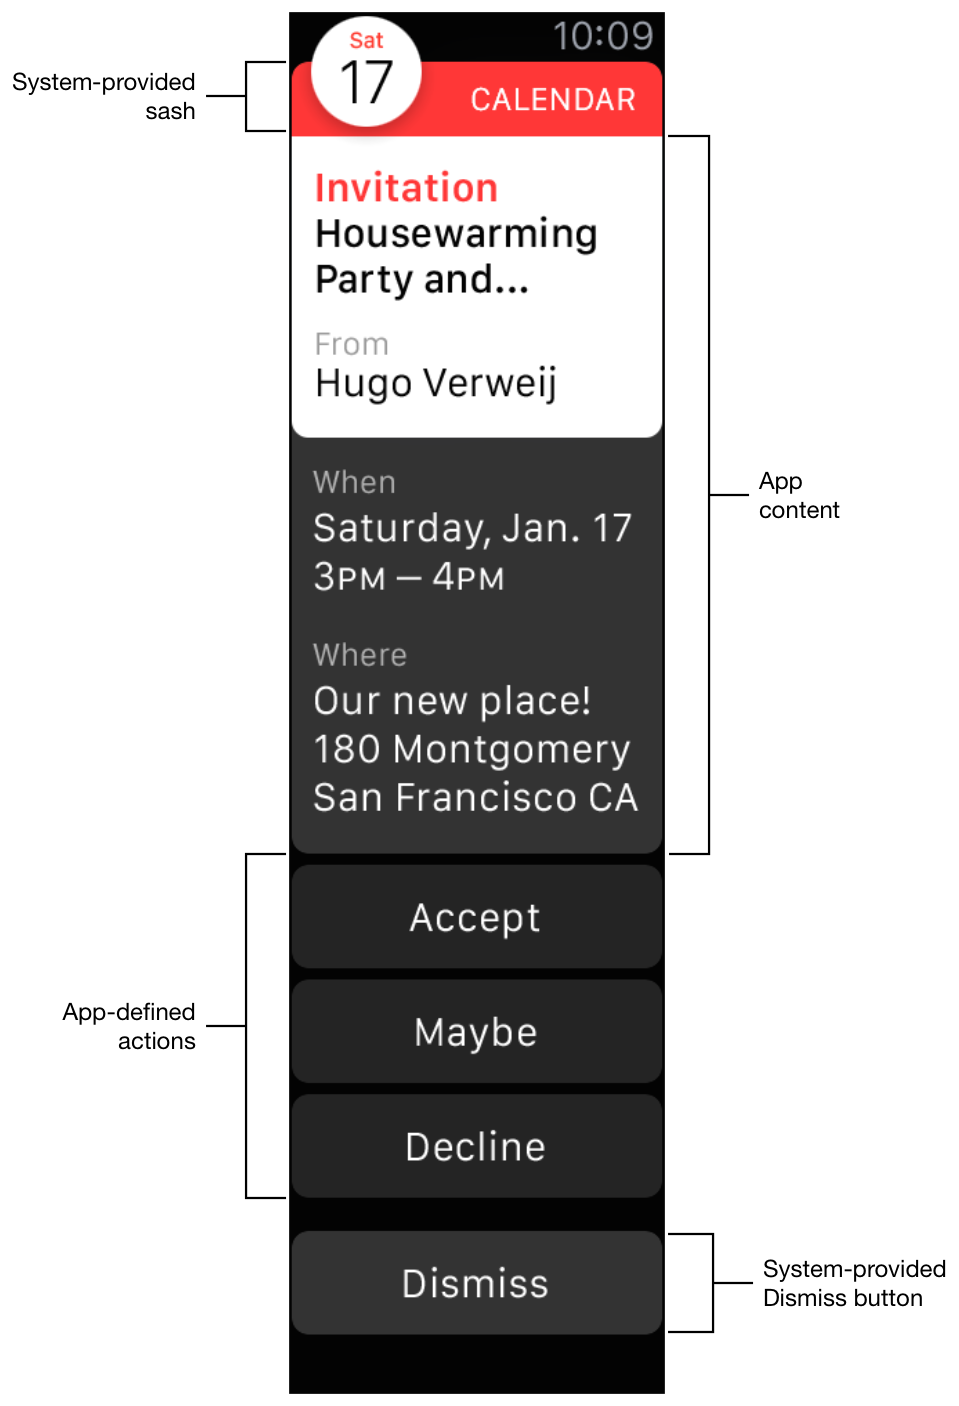 10:09
Sat
17
CALENDAR
System-provided
sash
Invitation
Housewarming
Party and...
From
Hugo Verweij
When
Saturday, Jan. 17
3PM – 4PM
App
content
Where
Our new place!
180 Montgomery
San Francisco CA
Accept
App-defined
actions
Maybe
Decline
Dismiss
System-provided
Dismiss button